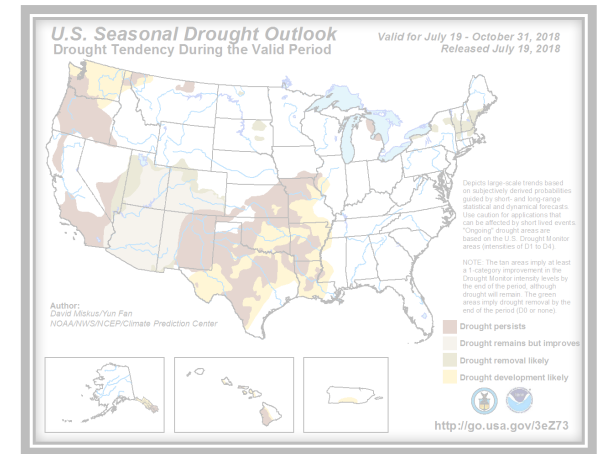 U.S. Seasonal Drought Outlook
Drought Tendency During the Valid Period
Valid for July 19 - October 31, 2018
Released July 19, 2018
Depicts large-scale trends based
on subjectively derived probabilities
guided by short- and long-range
statistical and dynamical forecasts.
Use caution for applications that
can be affected by short lived events.
"Ongoing" drought areas are
based on the U.S. Drought Monitor
areas (intensities of D1 to D4).
NOTE: The tan areas imply at least
a 1-category improvement in the
Drought Monitor intensity levels by
the end of the period, although
drought will remain. The green
areas imply drought removal by the
end of the period (D0 or none).
Author:
David Miskus/Yun Fan
NOAA/NWS/NCEP/Climate Prediction Center
Drought persists
Drought remains but improves
Drought removal likely
Drought development likely
http://go.usa.gov/3eZ73